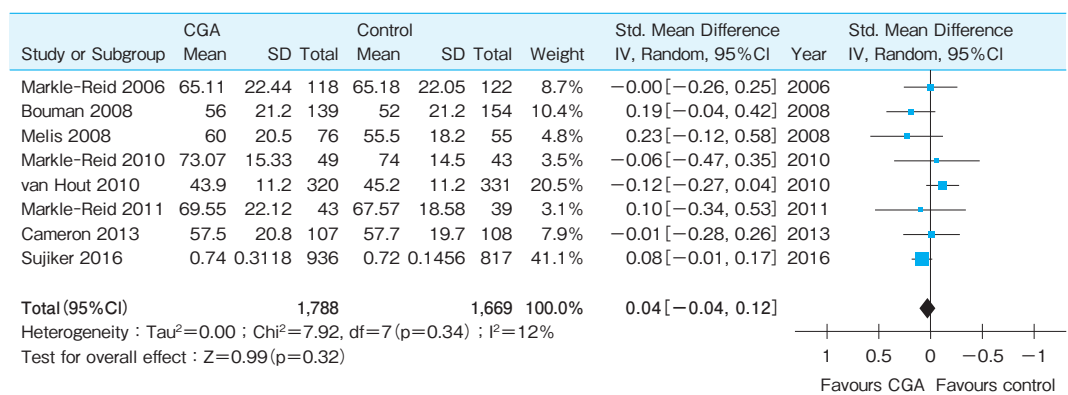 CGA Control Std. Mean Difference Std. Mean Difference
Study or Subgroup Mean SD Total Mean SD Total Weight IV, Random, 95%CI Year IV, Random, 95%CI
Markle-Reid 2006 65.11 22.44 118 65.18 22.05 122 8.7% −0.00[−0.26, 0.25] 2006
Bouman 2008 56 21.2 139 52 21.2 154 10.4% 0.19[−0.04, 0.42] 2008
Melis 2008 60 20.5 76 55.5 18.2 55 4.8% 0.23[−0.12, 0.58] 2008
Markle-Reid 2010 73.07 15.33 49 74 14.5 43 3.5% −0.06[−0.47, 0.35] 2010
van Hout 2010 43.9 11.2 320 45.2 11.2 331 20.5% −0.12[−0.27, 0.04] 2010
Markle-Reid 2011 69.55 22.12 43 67.57 18.58 39 3.1% 0.10[−0.34, 0.53] 2011
Cameron 2013 57.5 20.8 107 57.7 19.7 108 7.9% −0.01[−0.28, 0.26] 2013
Sujiker 2016 0.74 0.3118 936 0.72 0.1456 817 41.1% 0.08[−0.01, 0.17] 2016
Total(95%CI) 1,788 1,669 100.0% 0.04[−0.04, 0.12]
Heterogeneity：Tau²=0.00；Chi²=7.92, df=7(p=0.34)；I²=12%
Test for overall effect：Z=0.99(p=0.32)
1 0.5 0 −0.5 −1
Favours CGA Favours control